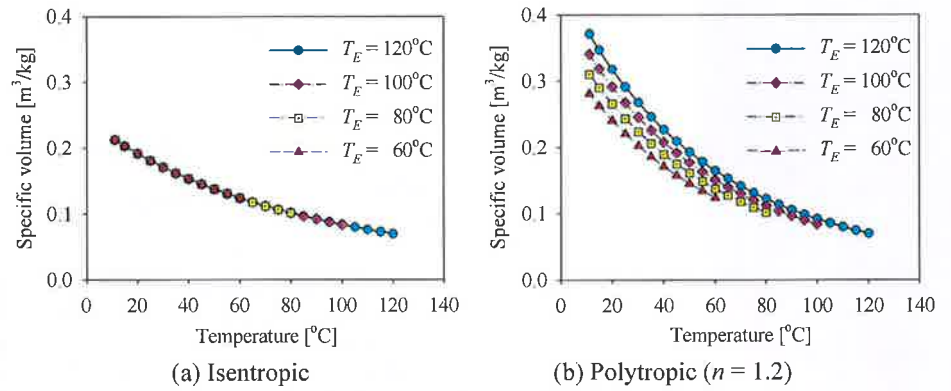 0.4
0.3
0.2
0.1
0.0
Specific volume [m³/kg]
T_E = 120°C
T_E = 100°C
T_E = 80°C
T_E = 60°C
0 20 40 60 80 100 120 140
Temperature [°C]
(a) Isentropic
0.4
0.3
0.2
0.1
0.0
Specific volume [m³/kg]
T_E = 120°C
T_E = 100°C
T_E = 80°C
T_E = 60°C
0 20 40 60 80 100 120 140
Temperature [°C]
(b) Polytropic (n = 1.2)